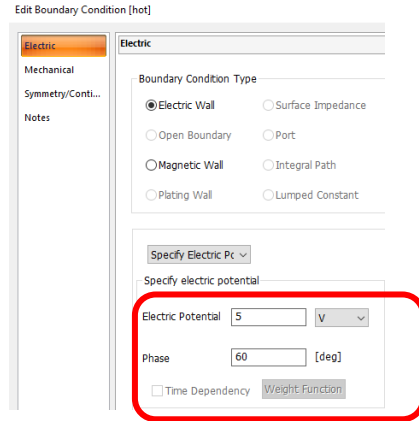 Edit Boundary Condition [hot]
Electric
Mechanical
Symmetry/Conti...
Notes
Electric
Boundary Condition Type
Electric Wall
Surface Impedance
Open Boundary
Port
Magnetic Wall
Integral Path
Plating Wall
Lumped Constant
Specify Electric Pc
Specify electric potential
Electric Potential 5 V
Phase 60 [deg]
Time Dependency Weight Function